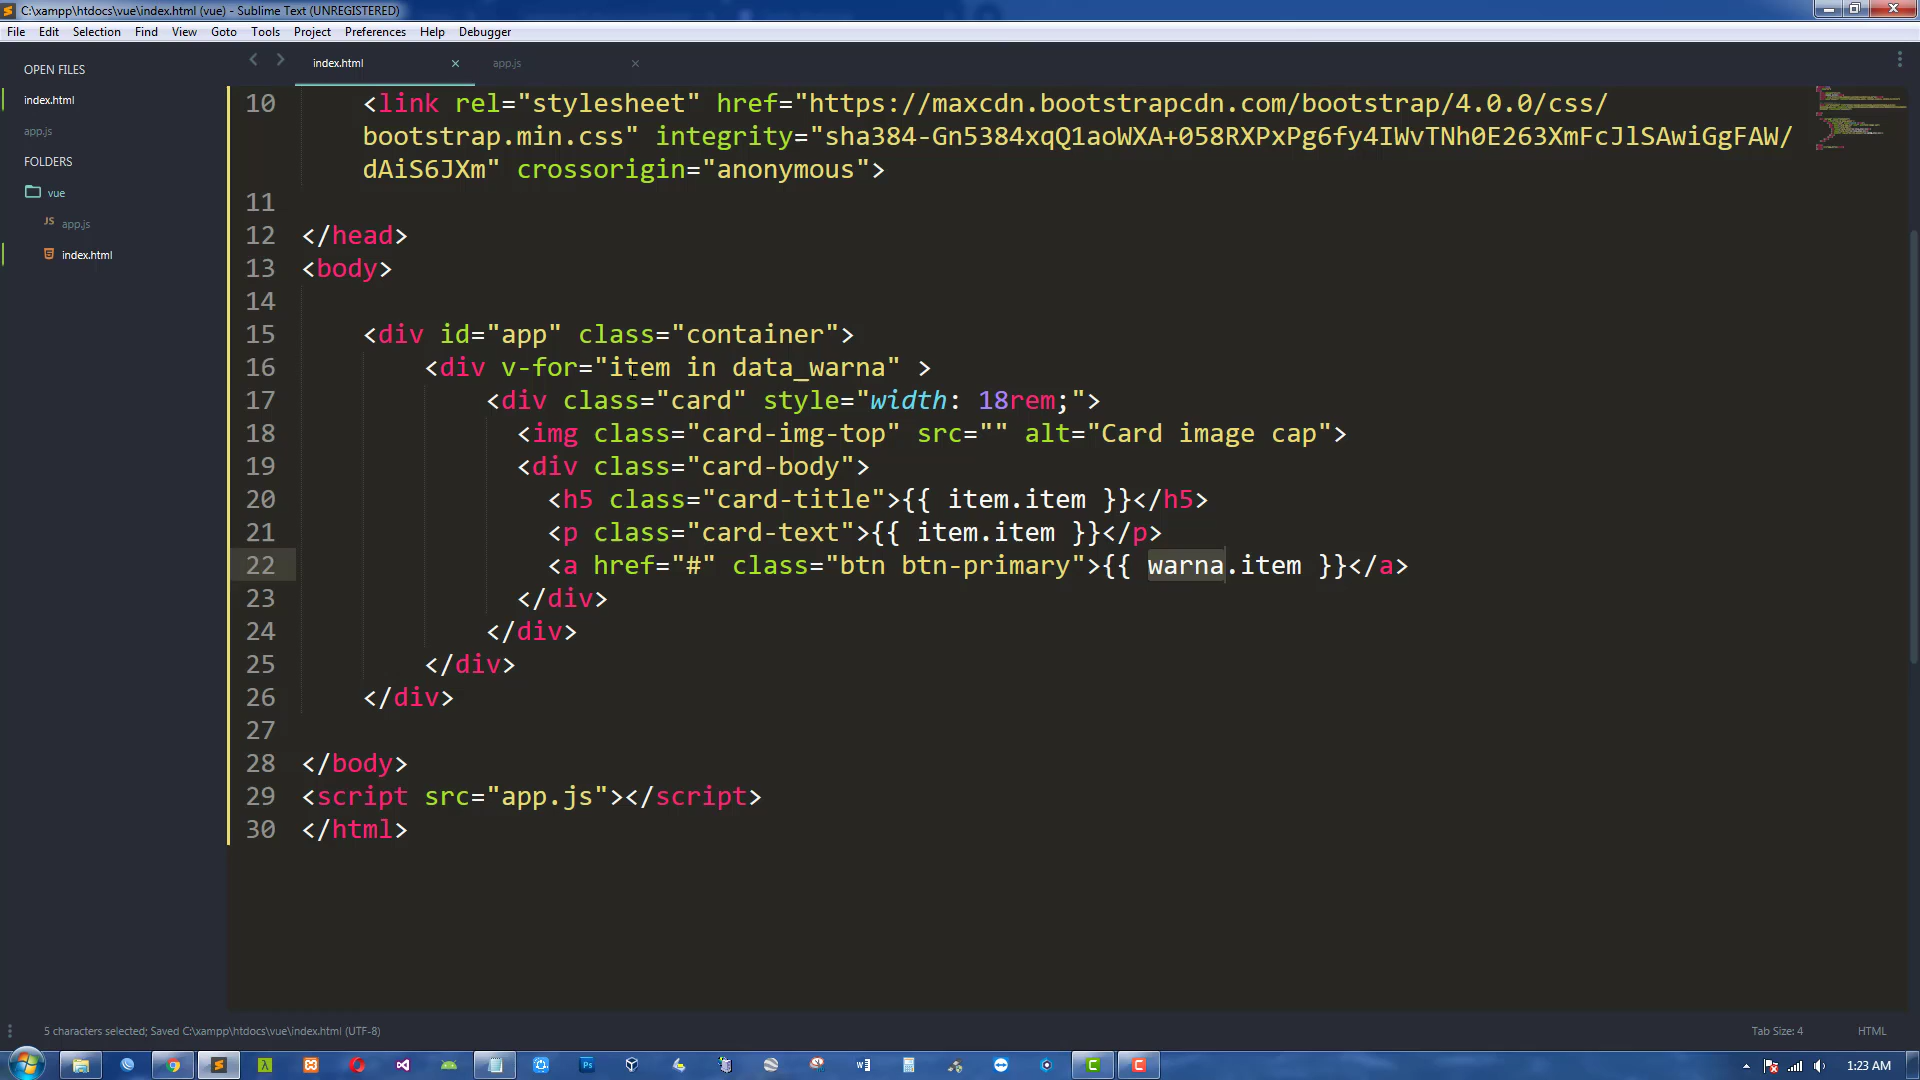 C:\xampp\htdocs\vue\index.html (vue) - Sublime Text (UNREGISTERED)
File Edit Selection Find View Goto Tools Project Preferences Help Debugger
OPEN FILES
index.html
app.js
FOLDERS
vue
JS app.js
index.html
index.html × app.js ×
10 <link rel="stylesheet" href="https://maxcdn.bootstrapcdn.com/bootstrap/4.0.0/css/
bootstrap.min.css" integrity="sha384-Gn5384xqQ1aoWXA+058RXPxPg6fy4IWvTNh0E263XmFcJlSAwiGgFAW/
dAiS6JXm" crossorigin="anonymous">
11
12 </head>
13 <body>
14
15 <div id="app" class="container">
16 <div v-for="item in data_warna" >
17 <div class="card" style="width: 18rem;">
18 <img class="card-img-top" src="" alt="Card image cap">
19 <div class="card-body">
20 <h5 class="card-title">{{ item.item }}</h5>
21 <p class="card-text">{{ item.item }}</p>
22 <a href="#" class="btn btn-primary">{{ warna.item }}</a>
23 </div>
24 </div>
25 </div>
26 </div>
27
28 </body>
29 <script src="app.js"></script>
30 </html>
5 characters selected; Saved C:\xampp\htdocs\vue\index.html (UTF-8)
Tab Size: 4 HTML
1:23 AM